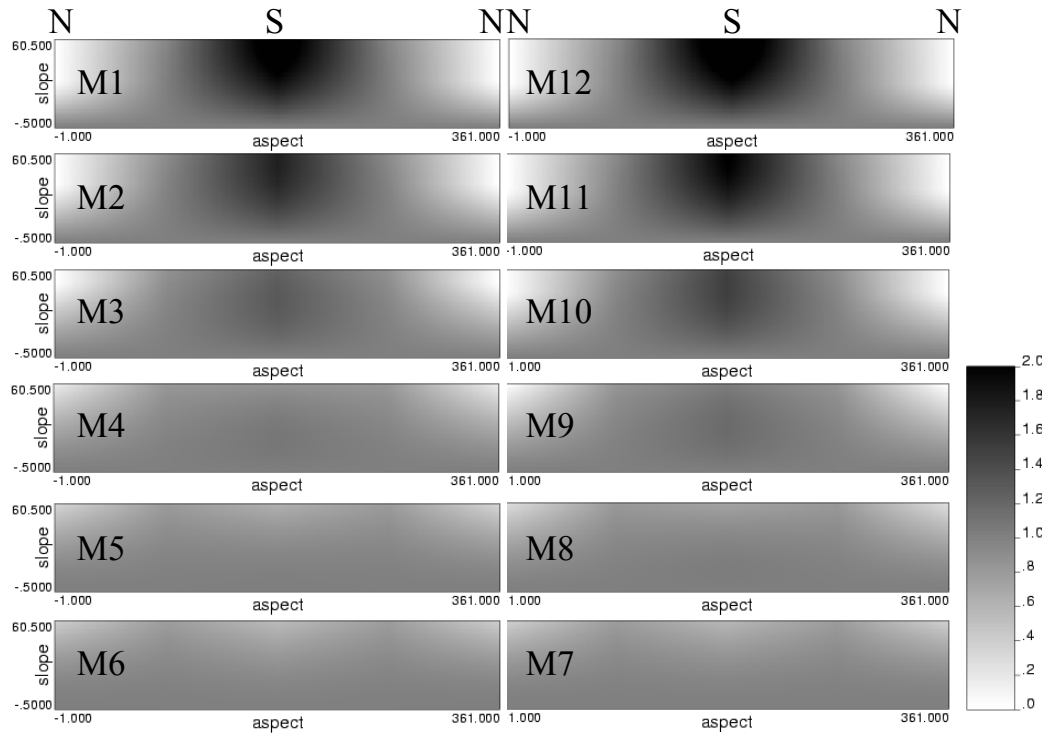 N S N N S N
60.500 slope -.5000 M1 -1.000 aspect 361.000
M12 -1.000 aspect 361.000
60.500 slope -.5000 M2 -1.000 aspect 361.000
M11 -1.000 aspect 361.000
60.500 slope -.5000 M3 -1.000 aspect 361.000
M10 1.000 aspect 361.000
60.500 slope -.5000 M4 -1.000 aspect 361.000
M9 1.000 aspect 361.000
60.500 slope -.5000 M5 -1.000 aspect 361.000
M8 1.000 aspect 361.000
60.500 slope -.5000 M6 -1.000 aspect 361.000
M7 1.000 aspect 361.000
2.0
1.8
1.6
1.4
1.2
1.0
.8
.6
.4
.2
.0